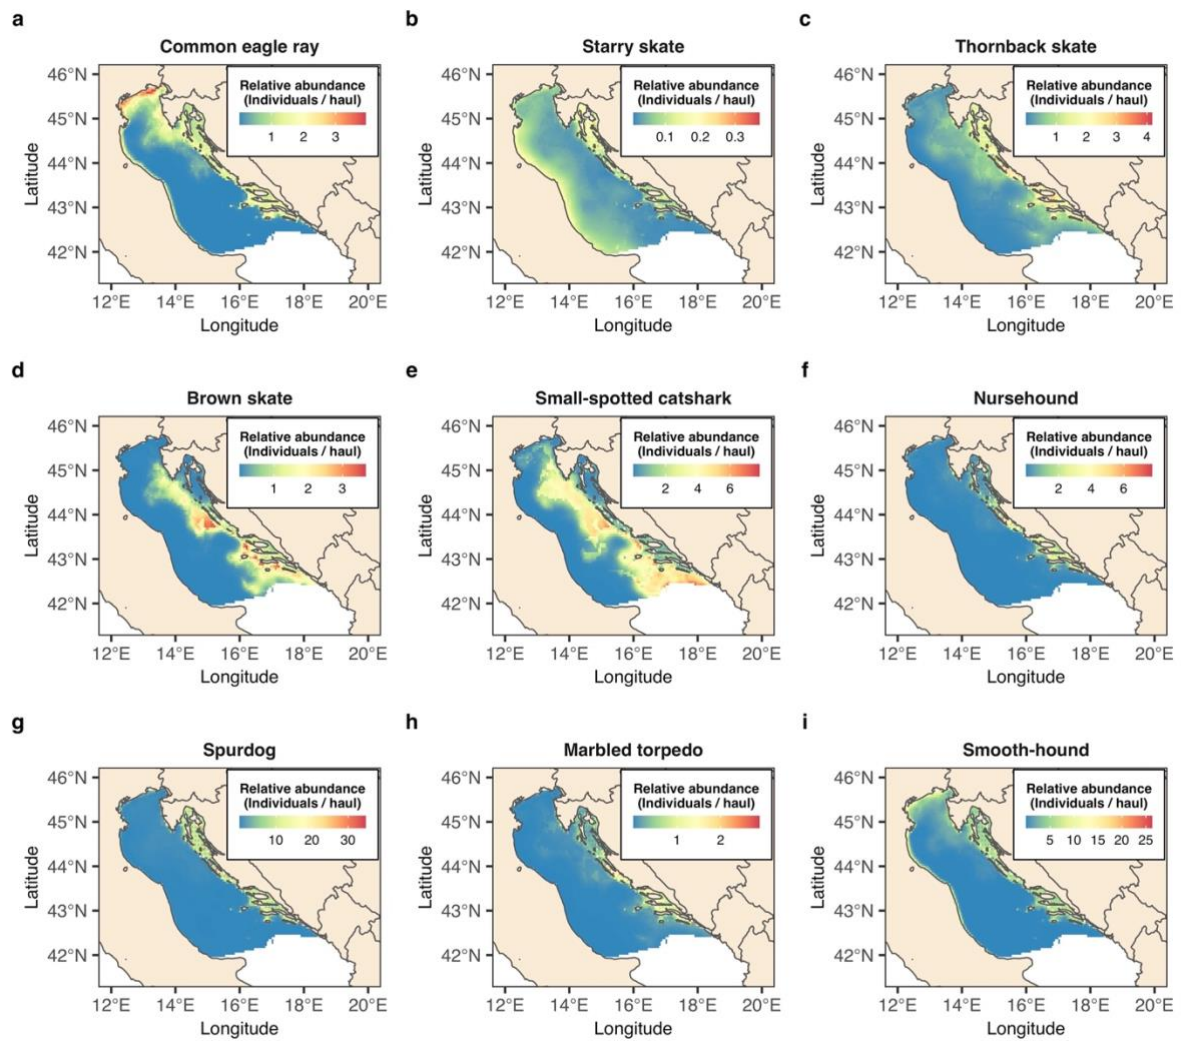 a
Common eagle ray
Relative abundance
(Individuals / haul)
1 2 3
46°N
45°N
44°N
43°N
42°N
Latitude
12°E 14°E 16°E 18°E 20°E
Longitude
b
Starry skate
Relative abundance
(Individuals / haul)
0.1 0.2 0.3
46°N
45°N
44°N
43°N
42°N
Latitude
12°E 14°E 16°E 18°E 20°E
Longitude
c
Thornback skate
Relative abundance
(Individuals / haul)
1 2 3 4
46°N
45°N
44°N
43°N
42°N
Latitude
12°E 14°E 16°E 18°E 20°E
Longitude
d
Brown skate
Relative abundance
(Individuals / haul)
1 2 3
46°N
45°N
44°N
43°N
42°N
Latitude
12°E 14°E 16°E 18°E 20°E
Longitude
e
Small-spotted catshark
Relative abundance
(Individuals / haul)
2 4 6
46°N
45°N
44°N
43°N
42°N
Latitude
12°E 14°E 16°E 18°E 20°E
Longitude
f
Nursehound
Relative abundance
(Individuals / haul)
2 4 6
46°N
45°N
44°N
43°N
42°N
Latitude
12°E 14°E 16°E 18°E 20°E
Longitude
g
Spurdog
Relative abundance
(Individuals / haul)
10 20 30
46°N
45°N
44°N
43°N
42°N
Latitude
12°E 14°E 16°E 18°E 20°E
Longitude
h
Marbled torpedo
Relative abundance
(Individuals / haul)
1 2
46°N
45°N
44°N
43°N
42°N
Latitude
12°E 14°E 16°E 18°E 20°E
Longitude
i
Smooth-hound
Relative abundance
(Individuals / haul)
5 10 15 20 25
46°N
45°N
44°N
43°N
42°N
Latitude
12°E 14°E 16°E 18°E 20°E
Longitude